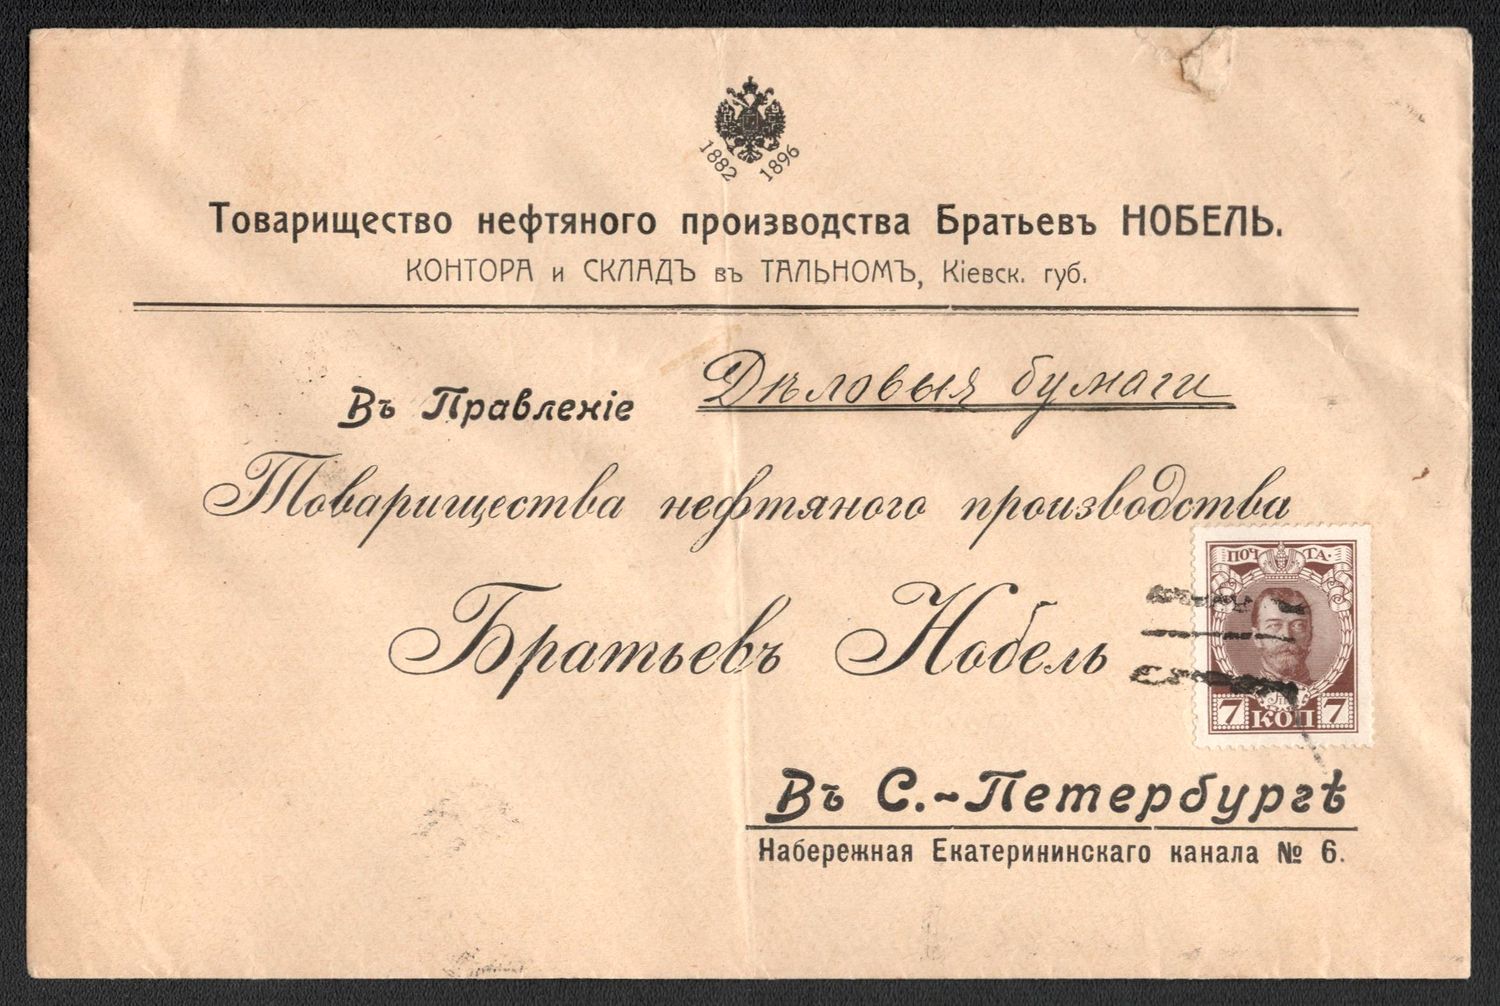 1882 1896
Товарищество нефтяного производства Братьевъ НОБЕЛЬ.
КОНТОРА и СКЛАДЪ въ ТАЛЬНОМЪ, Кіевск. губ.
Дѣловыя бумаги
Въ Правленіе
Товарищества нефтяного производства
Братьевъ Нобель
ПОЧТА.
7 КОП 7
Въ С.-Петербургѣ
Набережная Екатерининскаго канала № 6.